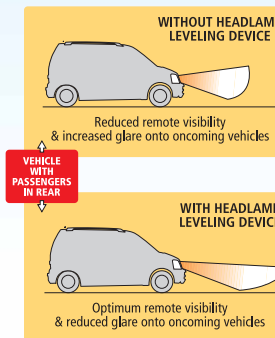 WITHOUT HEADLAM
LEVELING DEVICE
Reduced remote visibility
& increased glare onto oncoming vehicles
VEHICLE
WITH
PASSENGERS
IN REAR
WITH HEADLAM
LEVELING DEVIC
Optimum remote visibility
& reduced glare onto oncoming vehicles